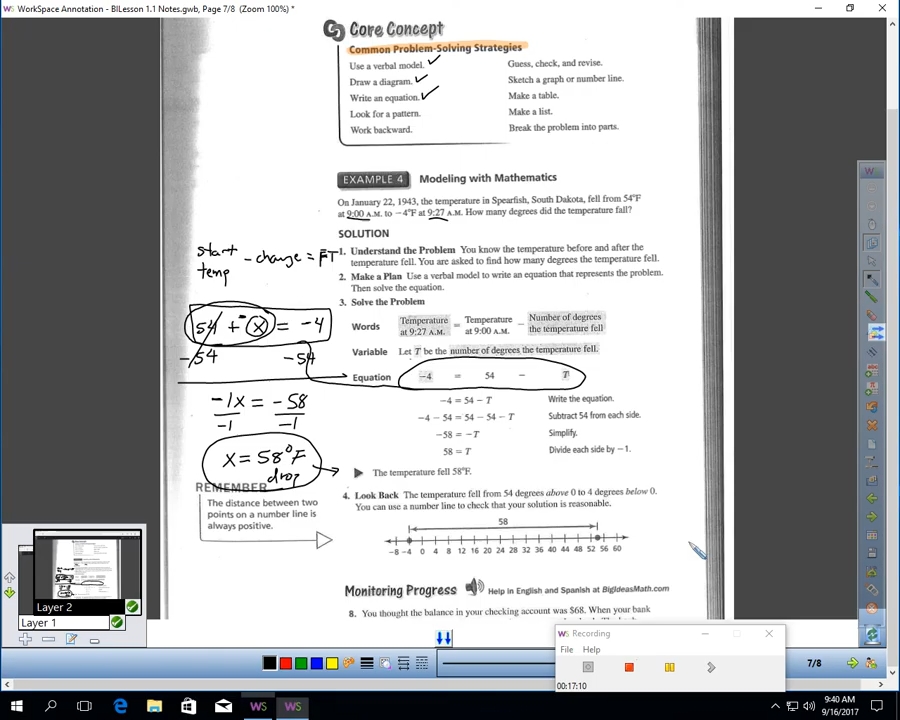 WorkSpace Annotation - BILesson 1.1 Notes.gwb, Page 7/8 (Zoom 100%) *
Core Concept
Common Problem-Solving Strategies
Use a verbal model. ✓
Draw a diagram. ✓
Write an equation. ✓
Look for a pattern.
Work backward.
Guess, check, and revise.
Sketch a graph or number line.
Make a table.
Make a list.
Break the problem into parts.
EXAMPLE 4 Modeling with Mathematics
On January 22, 1943, the temperature in Spearfish, South Dakota, fell from 54°F
at 9:00 A.M. to −4°F at 9:27 A.M. How many degrees did the temperature fall?
SOLUTION
1. Understand the Problem You know the temperature before and after the
temperature fell. You are asked to find how many degrees the temperature fell.
2. Make a Plan Use a verbal model to write an equation that represents the problem.
Then solve the equation.
3. Solve the Problem
Words Temperature at 9:27 A.M. = Temperature at 9:00 A.M. − Number of degrees the temperature fell
Variable Let T be the number of degrees the temperature fell.
Equation −4 = 54 − T
−4 = 54 − T Write the equation.
−4 − 54 = 54 − 54 − T Subtract 54 from each side.
−58 = −T Simplify.
58 = T Divide each side by −1.
The temperature fell 58°F.
4. Look Back The temperature fell from 54 degrees above 0 to 4 degrees below 0.
You can use a number line to check that your solution is reasonable.
58
−8 −4 0 4 8 12 16 20 24 28 32 36 40 44 48 52 56 60
Monitoring Progress Help in English and Spanish at BigIdeasMath.com
8. You thought the balance in your checking account was $68. When your bank
start temp - change = FT
54 + -x = -4
-54 -54
-1x = -58
-1 -1
x = 58°F
drop
REMEMBER
The distance between two
points on a number line is
always positive.
Layer 2
Layer 1
Recording
File Help
00:17:10
7/8
9:40 AM
9/16/2017